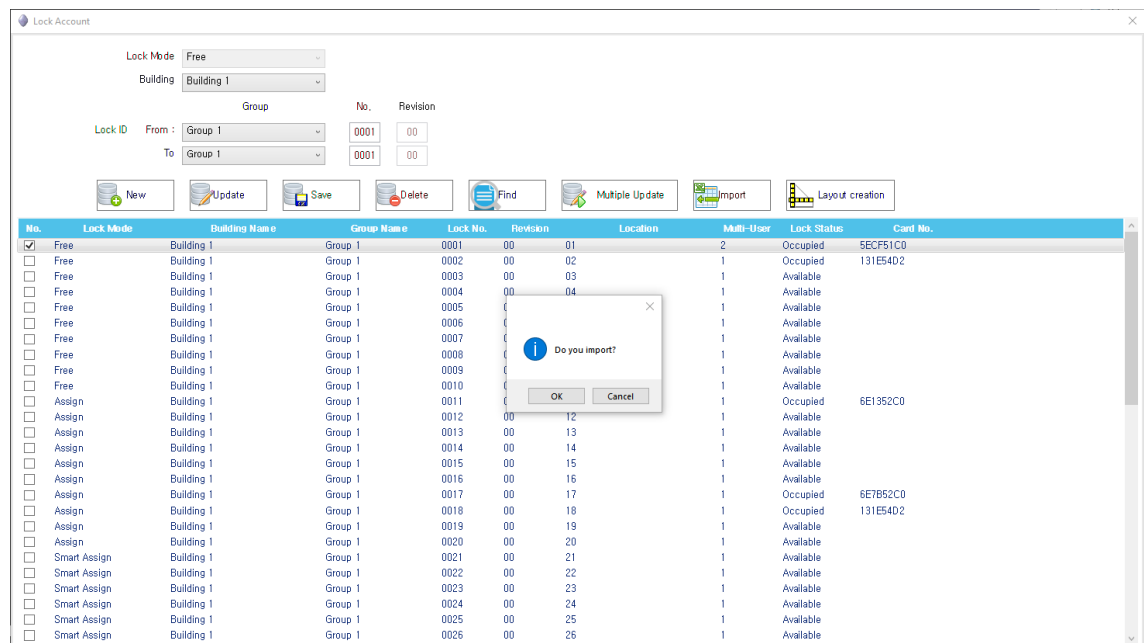 Lock Account
Lock Mode Free
Building Building 1
Group No. Revision
Lock ID From : Group 1 0001 00
To Group 1 0001 00
New Update Save Delete Find Multiple Update Import Layout creation
No. Lock Mode Building Name Group Name Lock No. Revision Location Multi-User Lock Status Card No.
Free Building 1 Group 1 0001 00 01 2 Occupied 5ECF51C0
Free Building 1 Group 1 0002 00 02 1 Occupied 131E54D2
Free Building 1 Group 1 0003 00 03 1 Available
Free Building 1 Group 1 0004 00 04 1 Available
Free Building 1 Group 1 0005 1 Available
Free Building 1 Group 1 0006 1 Available
Free Building 1 Group 1 0007 1 Available
Free Building 1 Group 1 0008 1 Available
Free Building 1 Group 1 0009 1 Available
Free Building 1 Group 1 0010 1 Available
Do you import?
OK Cancel
Assign Building 1 Group 1 0011 1 Occupied 6E1352C0
Assign Building 1 Group 1 0012 00 12 1 Available
Assign Building 1 Group 1 0013 00 13 1 Available
Assign Building 1 Group 1 0014 00 14 1 Available
Assign Building 1 Group 1 0015 00 15 1 Available
Assign Building 1 Group 1 0016 00 16 1 Available
Assign Building 1 Group 1 0017 00 17 1 Occupied 6E7B52C0
Assign Building 1 Group 1 0018 00 18 1 Occupied 131E54D2
Assign Building 1 Group 1 0019 00 19 1 Available
Assign Building 1 Group 1 0020 00 20 1 Available
Smart Assign Building 1 Group 1 0021 00 21 1 Available
Smart Assign Building 1 Group 1 0022 00 22 1 Available
Smart Assign Building 1 Group 1 0023 00 23 1 Available
Smart Assign Building 1 Group 1 0024 00 24 1 Available
Smart Assign Building 1 Group 1 0025 00 25 1 Available
Smart Assign Building 1 Group 1 0026 00 26 1 Available